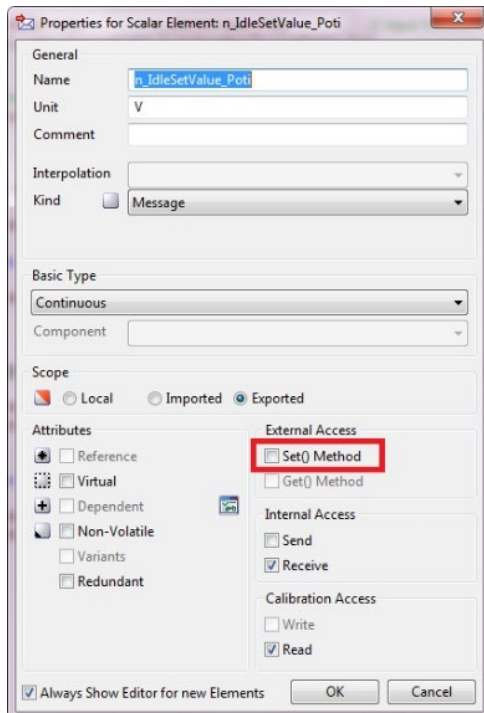 Properties for Scalar Element: n_IdleSetValue_Poti
General
Name n_IdleSetValue_Poti
Unit V
Comment
Interpolation
Kind Message
Basic Type
Continuous
Component
Scope
Local Imported Exported
Attributes
Reference
Virtual
Dependent
Non-Volatile
Variants
Redundant
External Access
Set() Method
Get() Method
Internal Access
Send
Receive
Calibration Access
Write
Read
Always Show Editor for new Elements OK Cancel